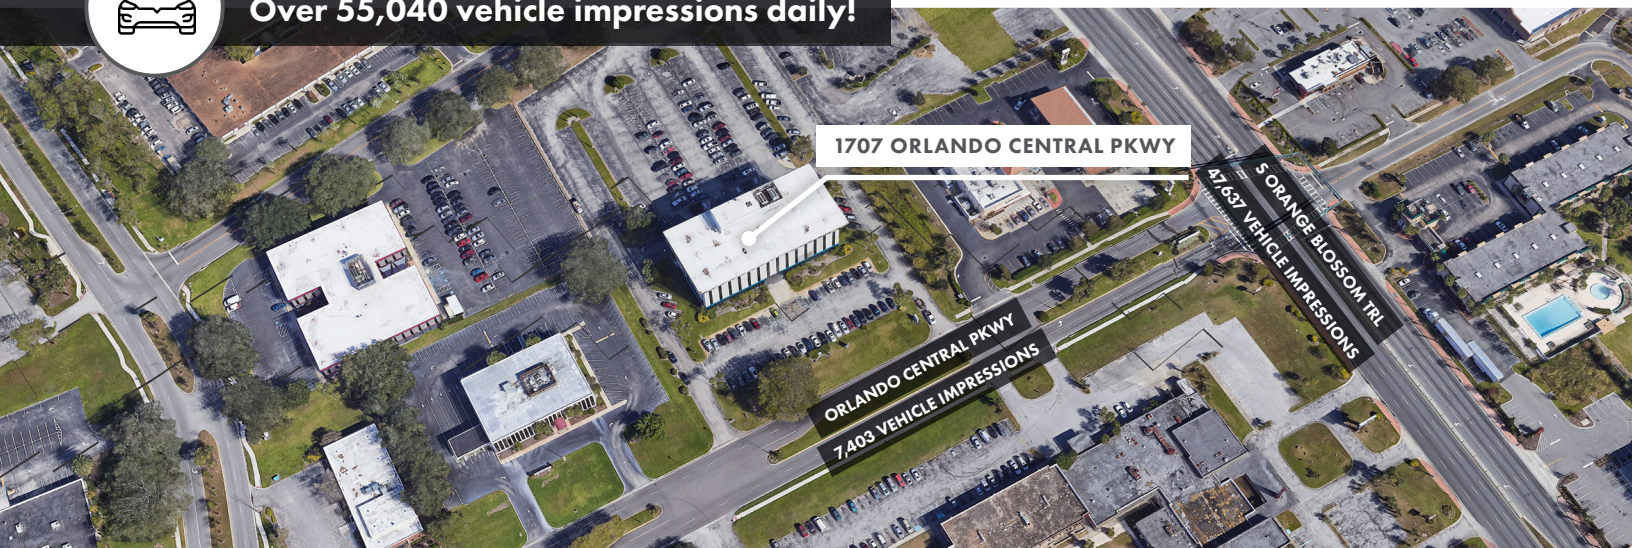 Over 55,040 vehicle impressions daily!
1707 ORLANDO CENTRAL PKWY
S ORANGE BLOSSOM TRL
47,637 VEHICLE IMPRESSIONS
ORLANDO CENTRAL PKWY
7,403 VEHICLE IMPRESSIONS